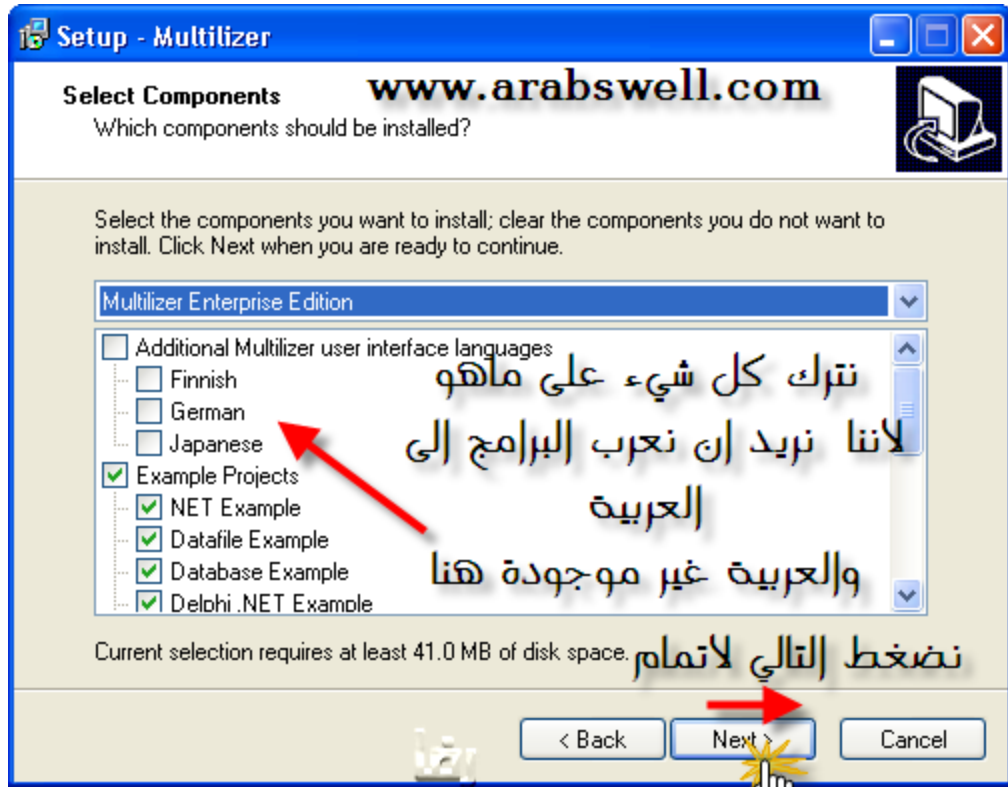 Setup - Multilizer
Select Components
www.arabswell.com
Which components should be installed?
Select the components you want to install; clear the components you do not want to
install. Click Next when you are ready to continue.
Multilizer Enterprise Edition
Additional Multilizer user interface languages
Finnish
نترك كل شيء على ماهو
German
Japanese
لاننا نريد ان نعرب البرامج إلى
Example Projects
NET Example
العربية
Datafile Example
Database Example
والعربية غير موجودة هنا
Delphi .NET Example
Current selection requires at least 41.0 MB of disk space.
نضغط التالي لاتمام
< Back
Next >
Cancel